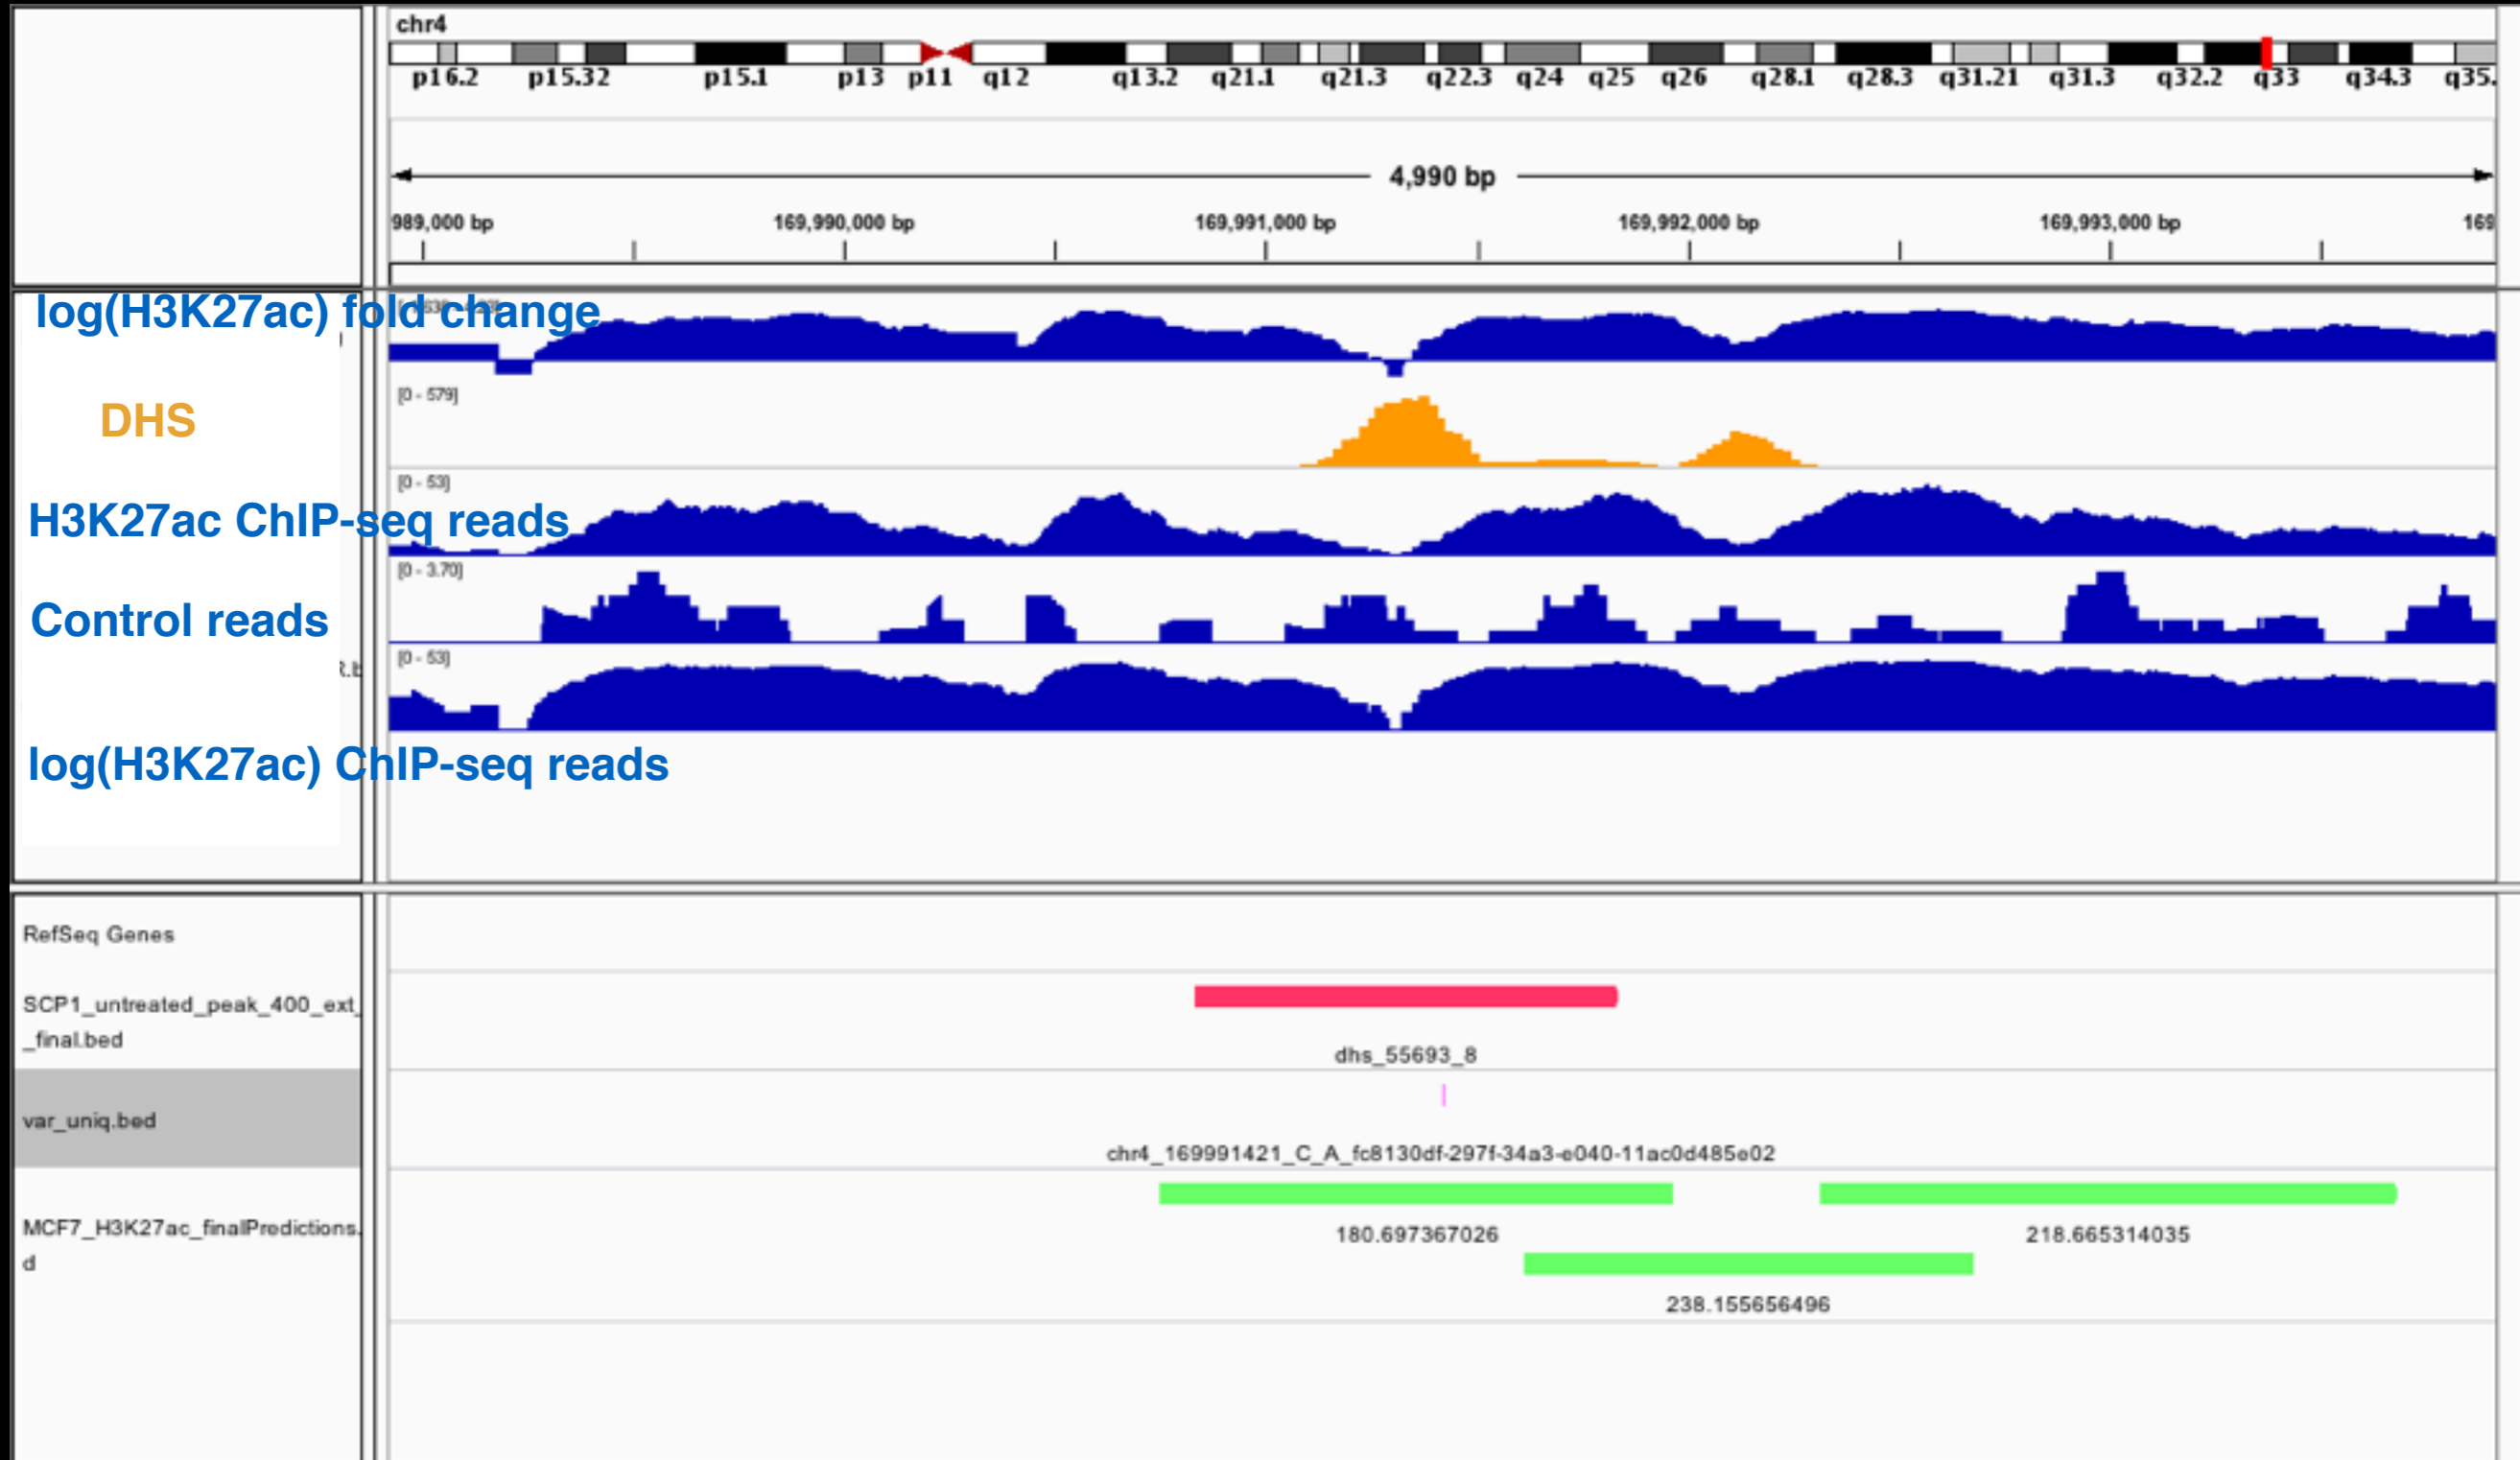 chr4
p16.2 p15.32 p15.1 p13 p11 q12 q13.2 q21.1 q21.3 q22.3 q24 q25 q26 q28.1 q28.3 q31.21 q31.3 q32.2 q33 q34.3 q35.
4,990 bp
989,000 bp 169,990,000 bp 169,991,000 bp 169,992,000 bp 169,993,000 bp 169
log(H3K27ac) fold change
[0 - 579]
DHS
[0 - 53]
H3K27ac ChIP-seq reads
[0 - 3.70]
Control reads
[0 - 53]
log(H3K27ac) ChIP-seq reads
RefSeq Genes
SCP1_untreated_peak_400_ext_
_final.bed
dhs_55693_8
var_uniq.bed
chr4_169991421_C_A_fc8130df-297f-34a3-e040-11ac0d485e02
MCF7_H3K27ac_finalPredictions.
d
180.697367026 218.665314035
238.155656496